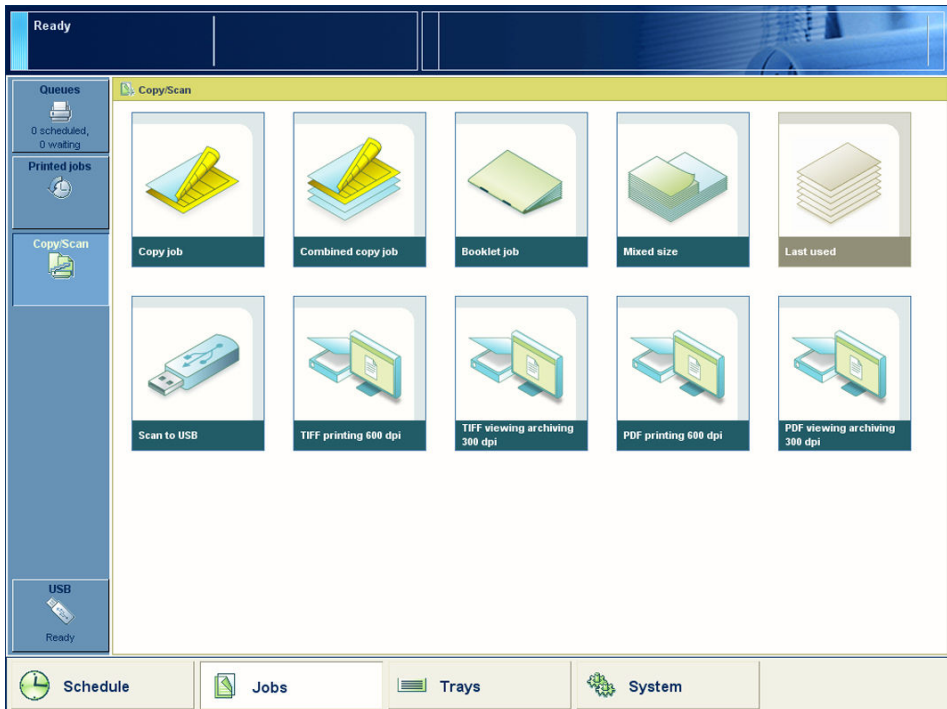 Ready
Queues
0 scheduled,
0 waiting
Printed jobs
Copy/Scan
USB
Ready
Copy/Scan
Copy job
Combined copy job
Booklet job
Mixed size
Last used
Scan to USB
TIFF printing 600 dpi
TIFF viewing archiving
300 dpi
PDF printing 600 dpi
PDF viewing archiving
300 dpi
Schedule
Jobs
Trays
System